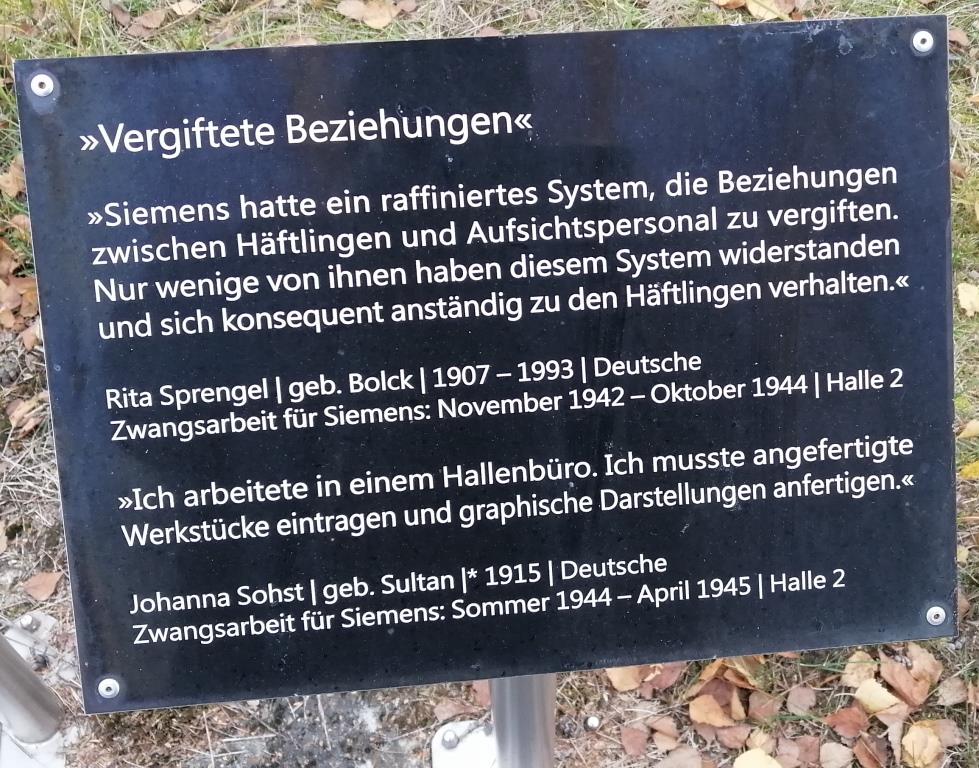 »Vergiftete Beziehungen«
»Siemens hatte ein raffiniertes System, die Beziehungen
zwischen Häftlingen und Aufsichtspersonal zu vergiften.
Nur wenige von ihnen haben diesem System widerstanden
und sich konsequent anständig zu den Häftlingen verhalten.«
Rita Sprengel | geb. Bolck | 1907 – 1993 | Deutsche
Zwangsarbeit für Siemens: November 1942 – Oktober 1944 | Halle 2
»Ich arbeitete in einem Hallenbüro. Ich musste angefertigte
Werkstücke eintragen und graphische Darstellungen anfertigen.«
Johanna Sohst | geb. Sultan |* 1915 | Deutsche
Zwangsarbeit für Siemens: Sommer 1944 – April 1945 | Halle 2